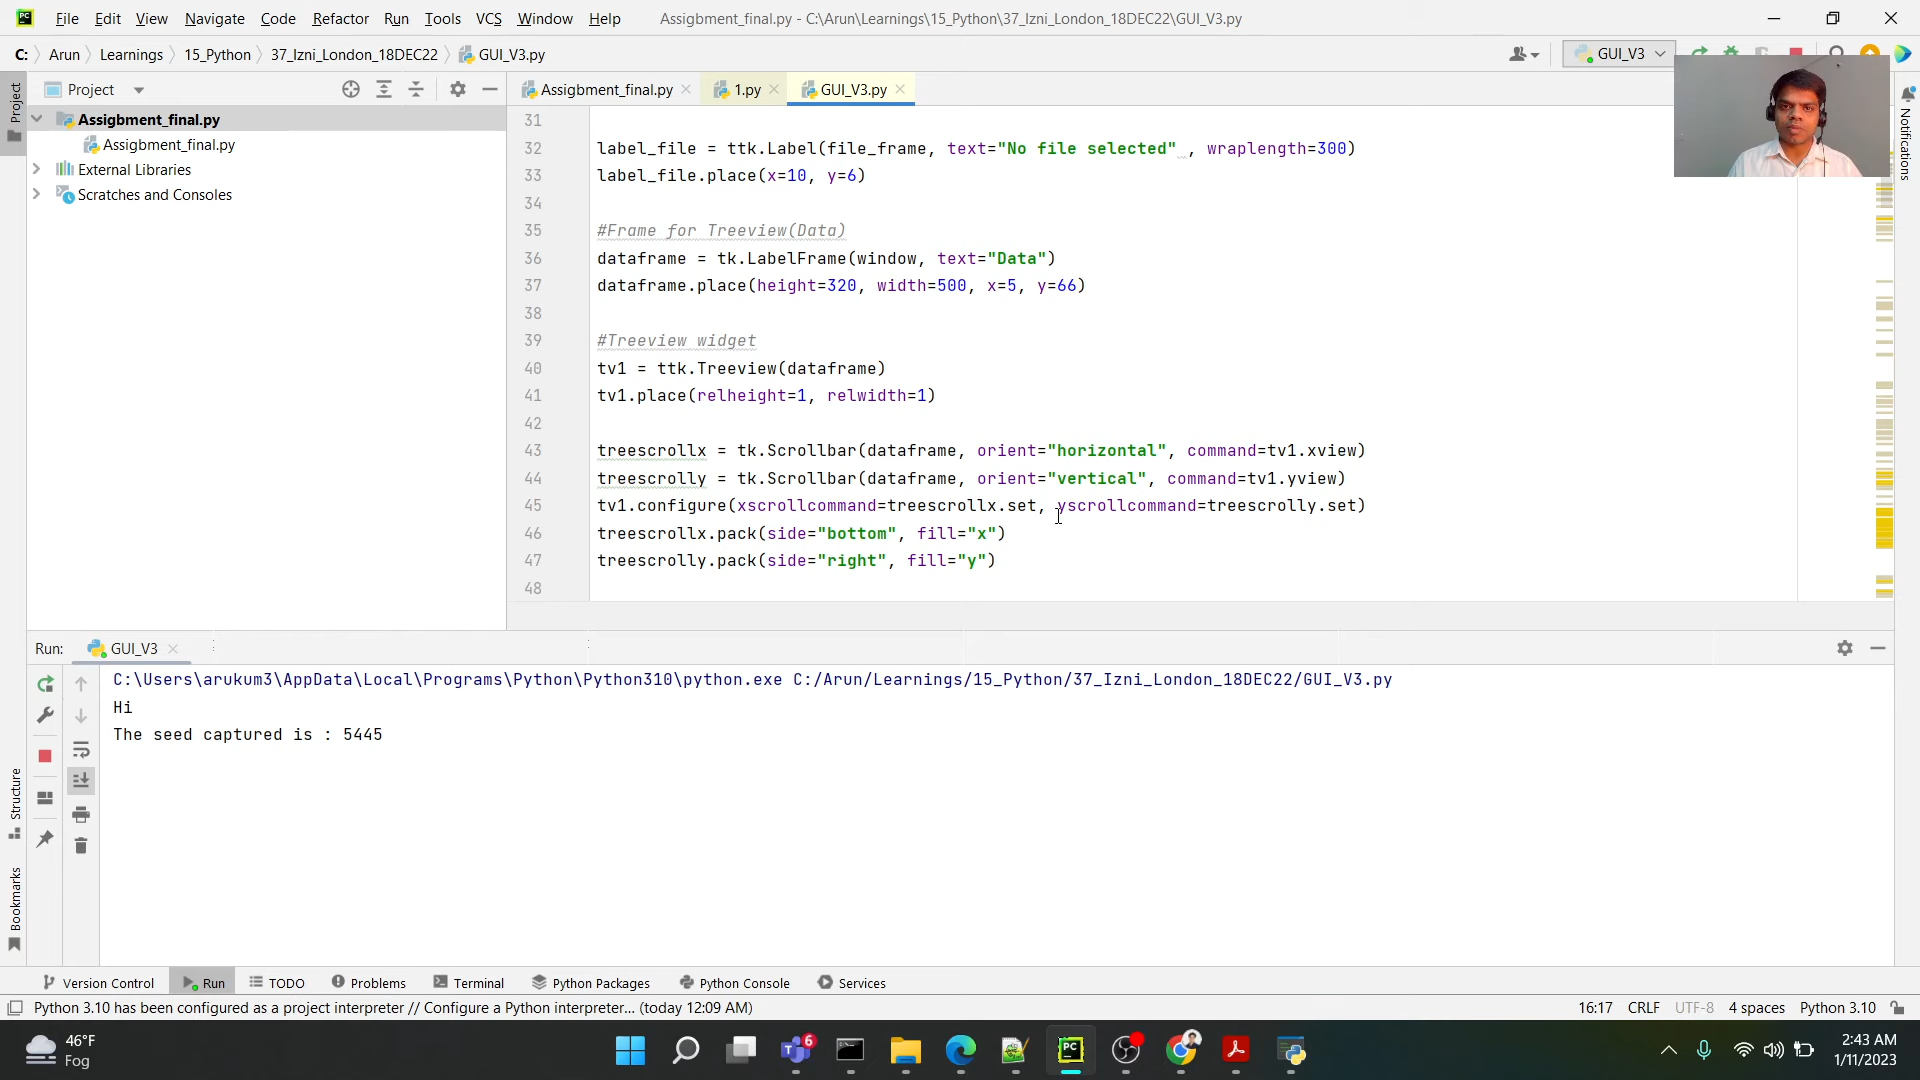 File Edit View Navigate Code Refactor Run Tools VCS Window Help Assigbment_final.py - C:\Arun\Learnings\15_Python\37_Izni_London_18DEC22\GUI_V3.py
C: Arun Learnings 15_Python 37_Izni_London_18DEC22 GUI_V3.py GUI_V3
Project Assigbment_final.py 1.py GUI_V3.py
Project
Notifications
Assigbment_final.py
Assigbment_final.py
External Libraries
Scratches and Consoles
31
32 label_file = ttk.Label(file_frame, text="No file selected" , wraplength=300)
33 label_file.place(x=10, y=6)
34
35 #Frame for Treeview(Data)
36 dataframe = tk.LabelFrame(window, text="Data")
37 dataframe.place(height=320, width=500, x=5, y=66)
38
39 #Treeview widget
40 tv1 = ttk.Treeview(dataframe)
41 tv1.place(relheight=1, relwidth=1)
42
43 treescrollx = tk.Scrollbar(dataframe, orient="horizontal", command=tv1.xview)
44 treescrolly = tk.Scrollbar(dataframe, orient="vertical", command=tv1.yview)
45 tv1.configure(xscrollcommand=treescrollx.set, yscrollcommand=treescrolly.set)
46 treescrollx.pack(side="bottom", fill="x")
47 treescrolly.pack(side="right", fill="y")
48
Run: GUI_V3
C:\Users\arukum3\AppData\Local\Programs\Python\Python310\python.exe C:/Arun/Learnings/15_Python/37_Izni_London_18DEC22/GUI_V3.py
Hi
The seed captured is : 5445
Structure
Bookmarks
Version Control Run TODO Problems Terminal Python Packages Python Console Services
Python 3.10 has been configured as a project interpreter // Configure a Python interpreter... (today 12:09 AM) 16:17 CRLF UTF-8 4 spaces Python 3.10
46°F
Fog
6
PC
2:43 AM
1/11/2023